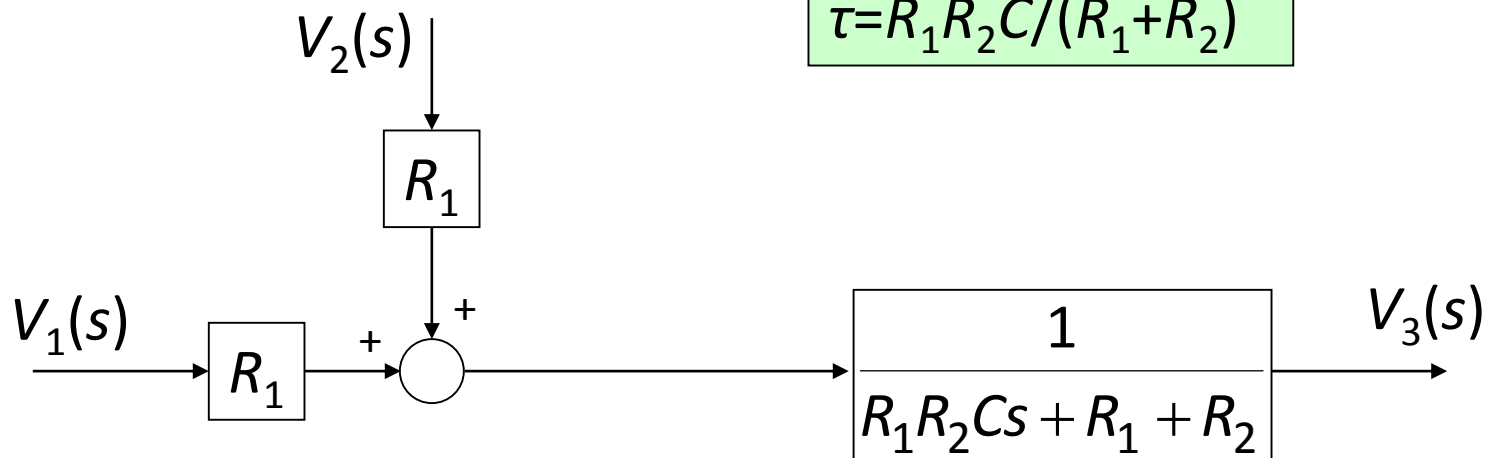 V₂(s)
τ=R₁R₂C/(R₁+R₂)
R₁
V₁(s)
R₁
+
+
1
R₁R₂Cs + R₁ + R₂
V₃(s)